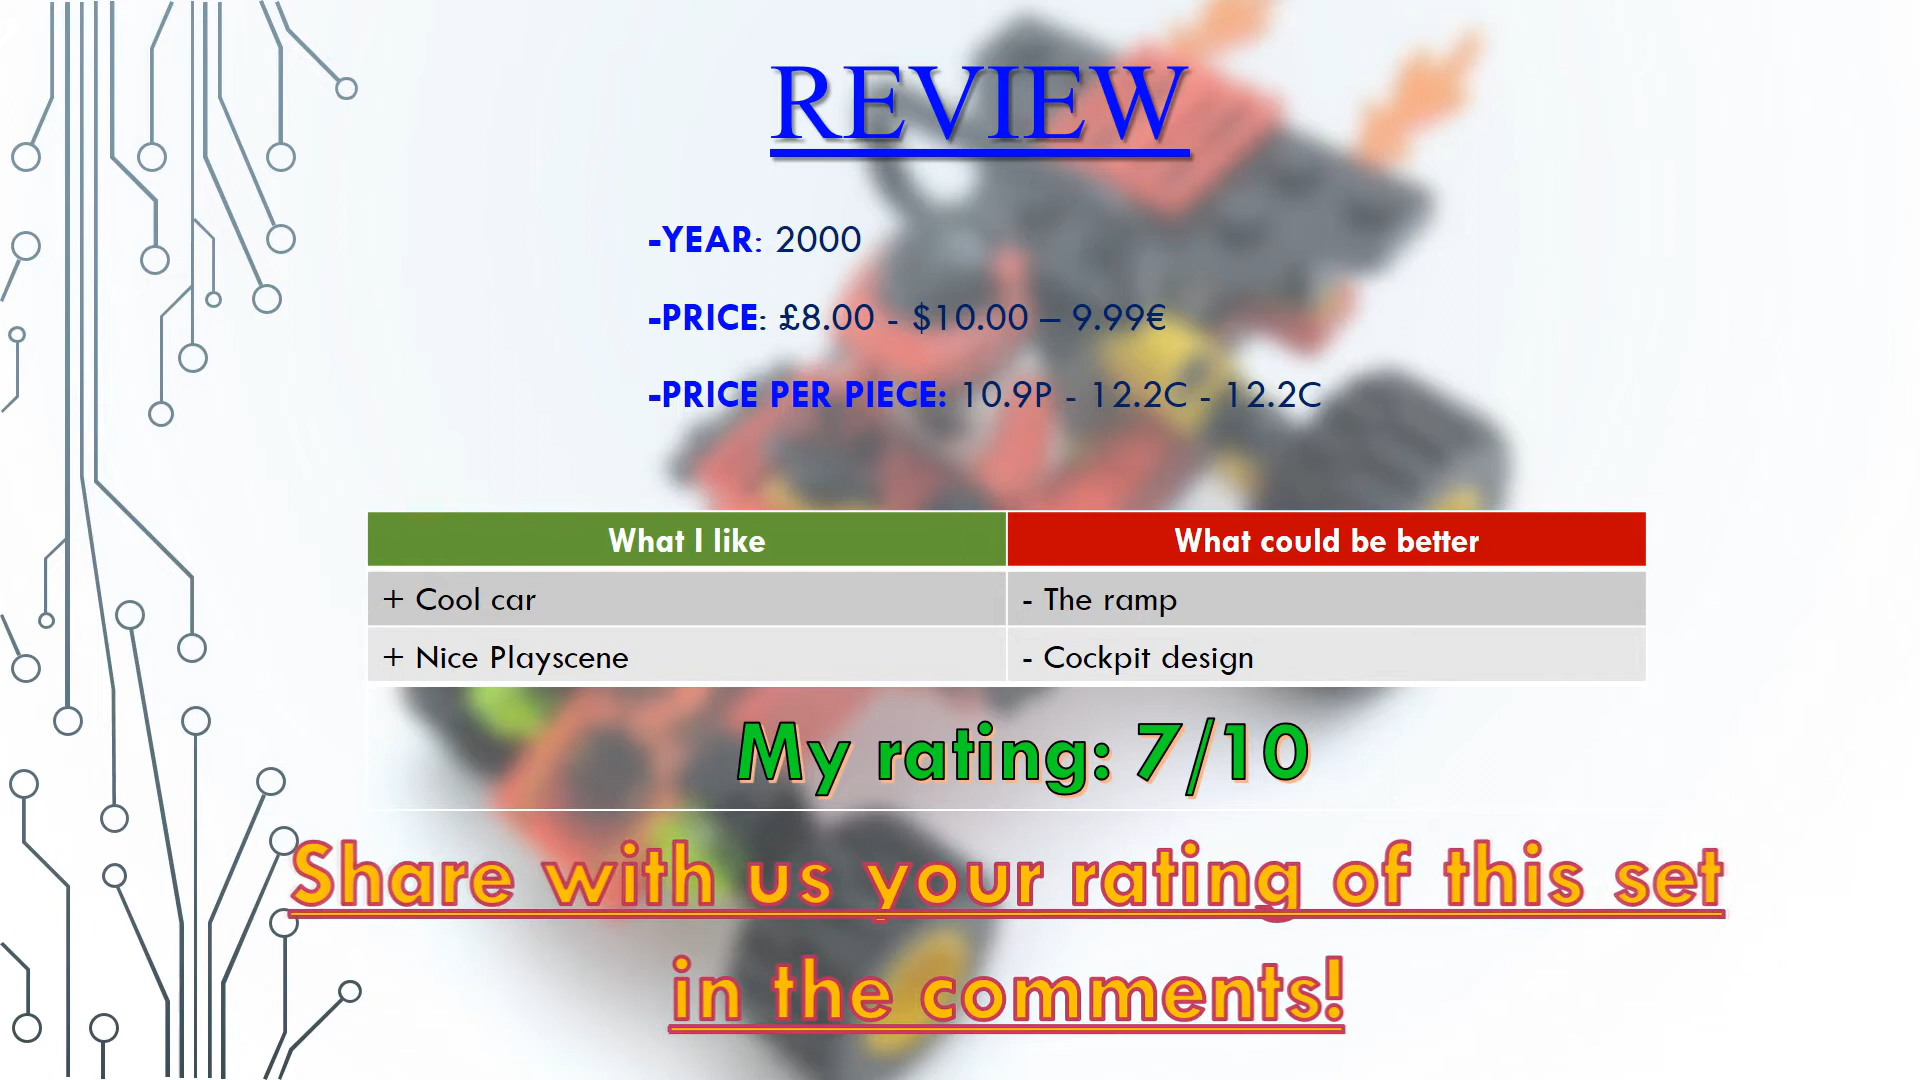 REVIEW
-YEAR: 2000
-PRICE: £8.00 - $10.00 – 9.99€
-PRICE PER PIECE: 10.9P - 12.2C - 12.2C
What I like
What could be better
+ Cool car
- The ramp
+ Nice Playscene
- Cockpit design
My rating: 7/10
Share with us your rating of this set
in the comments!